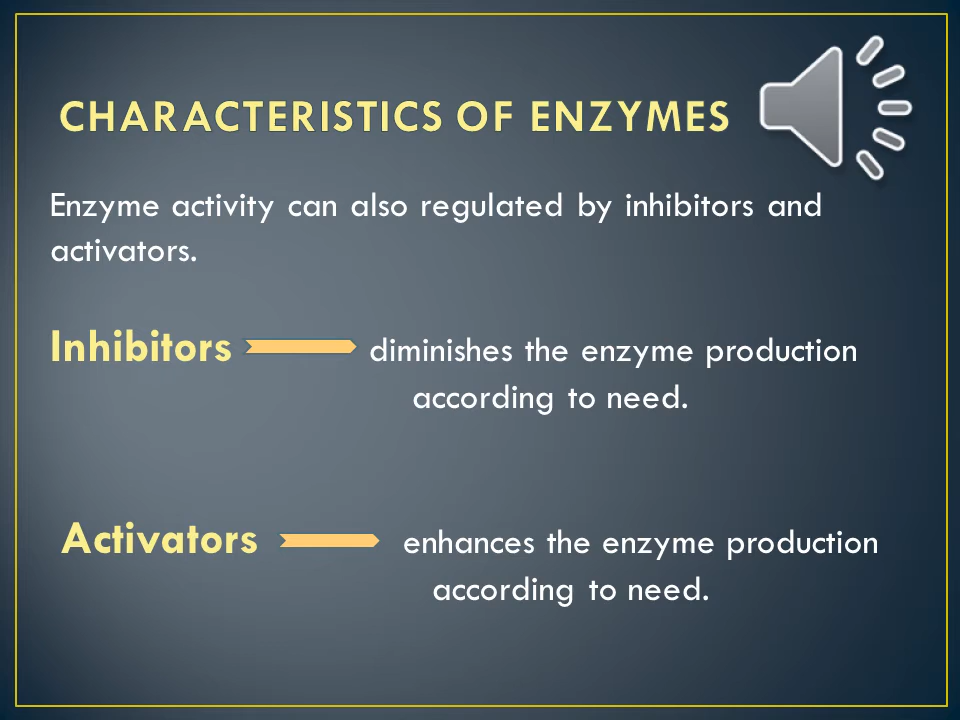 CHARACTERISTICS OF ENZYMES
Enzyme activity can also regulated by inhibitors and
activators.
Inhibitors diminishes the enzyme production
according to need.
Activators enhances the enzyme production
according to need.